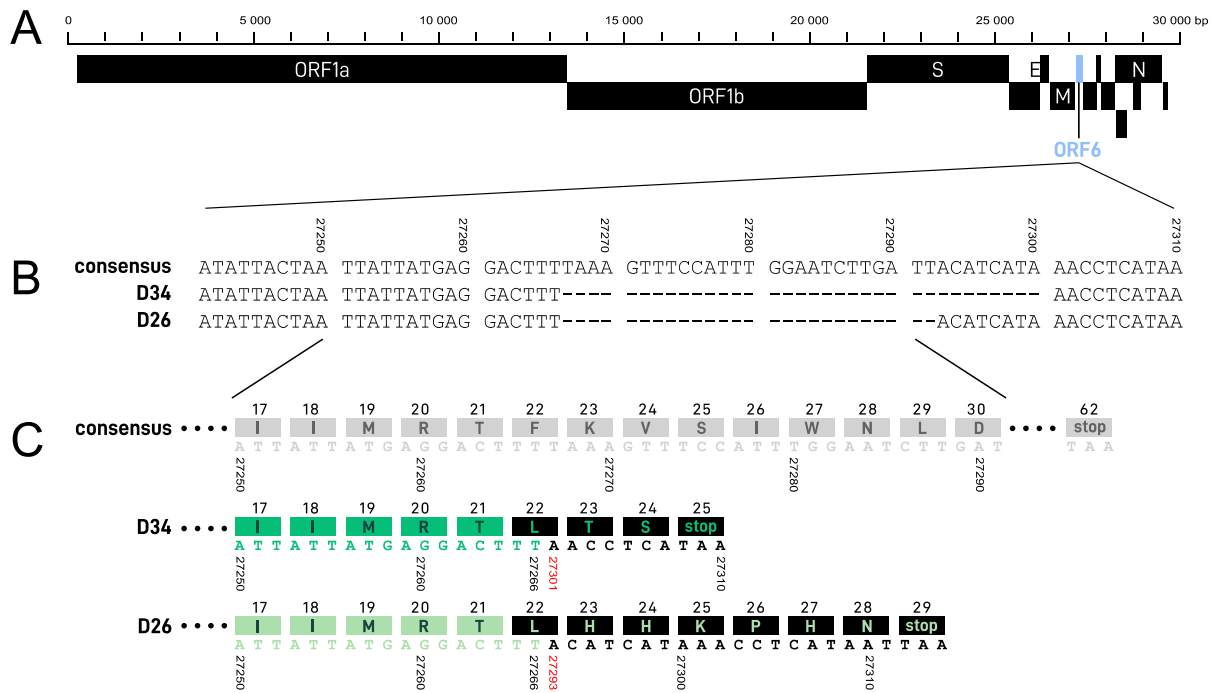 A
0 5 000 10 000 15 000 20 000 25 000 30 000 bp
ORF1a S E N
ORF1b M
ORF6
27250 27260 27270 27280 27290 27300 27310
B
consensus ATATTACTAA TTATTATGAG GACTTTTAAA GTTTCCATTT GGAATCTTGA TTACATCATA AACCTCATAA
D34 ATATTACTAA TTATTATGAG GACTTT---- ---------- ---------- ---------- AACCTCATAA
D26 ATATTACTAA TTATTATGAG GACTTT---- ---------- ---------- --ACATCATA AACCTCATAA
C
17 18 19 20 21 22 23 24 25 26 27 28 29 30 62
consensus •••• I I M R T F K V S I W N L D •••• stop
A T T A T T A T G A G G A C T T T T A A A G T T T C C A T T T G G A A T C T T G A T T A A
27250 27260 27270 27280 27290
17 18 19 20 21 22 23 24 25
D34 •••• I I M R T L T S stop
A T T A T T A T G A G G A C T T T A A C C T C A T A A
27250 27260 27266 27301 27310
17 18 19 20 21 22 23 24 25 26 27 28 29
D26 •••• I I M R T L H H K P H N stop
A T T A T T A T G A G G A C T T T A C A T C A T A A A C C T C A T A A T T A A
27250 27260 27266 27293 27300 27310